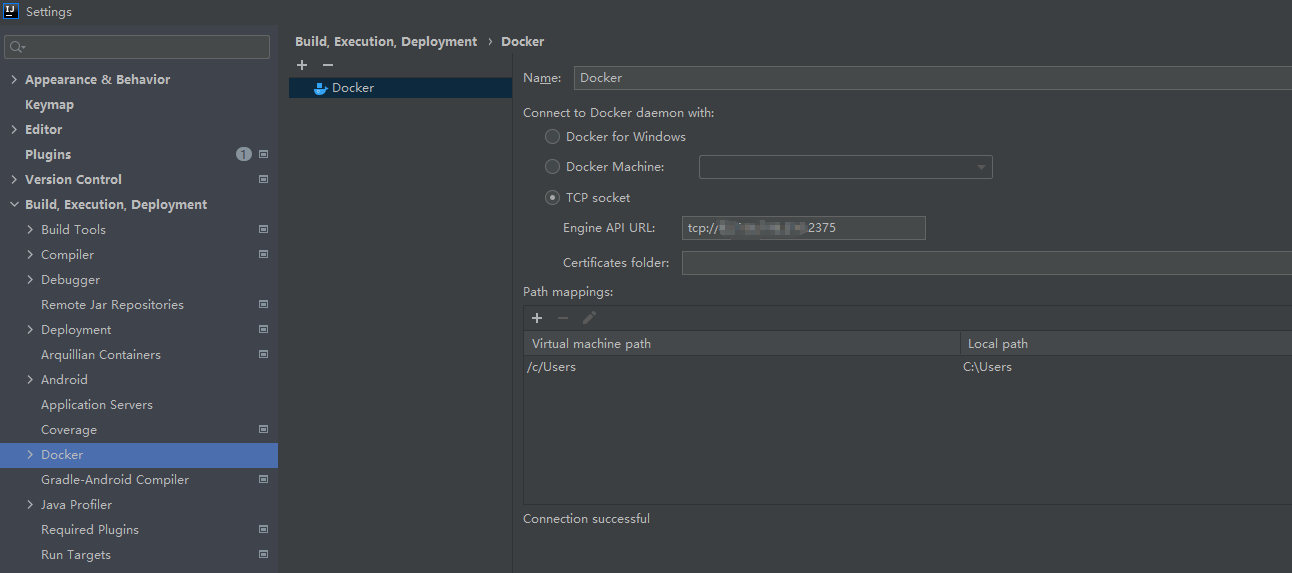 Settings
Build, Execution, Deployment › Docker
Appearance & Behavior
Keymap
Editor
Plugins 1
Version Control
Build, Execution, Deployment
Build Tools
Compiler
Debugger
Remote Jar Repositories
Deployment
Arquillian Containers
Android
Application Servers
Coverage
Docker
Gradle-Android Compiler
Java Profiler
Required Plugins
Run Targets
Docker
Name: Docker
Connect to Docker daemon with:
Docker for Windows
Docker Machine:
TCP socket
Engine API URL: tcp:// 2375
Certificates folder:
Path mappings:
Virtual machine path Local path
/c/Users C:\Users
Connection successful